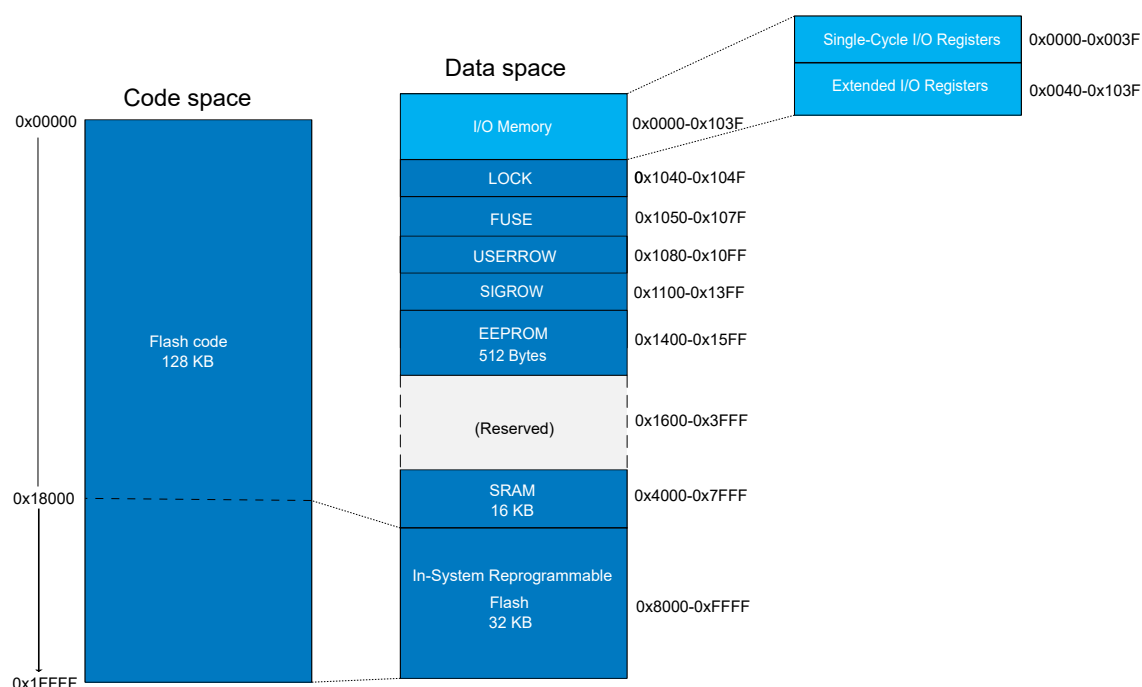 Code space
0x00000
Flash code
128 KB
0x18000
0x1FFFF
Data space
I/O Memory
0x0000-0x103F
LOCK
0x1040-0x104F
FUSE
0x1050-0x107F
USERROW
0x1080-0x10FF
SIGROW
0x1100-0x13FF
EEPROM
512 Bytes
0x1400-0x15FF
(Reserved)
0x1600-0x3FFF
SRAM
16 KB
0x4000-0x7FFF
In-System Reprogrammable
Flash
32 KB
0x8000-0xFFFF
Single-Cycle I/O Registers
0x0000-0x003F
Extended I/O Registers
0x0040-0x103F